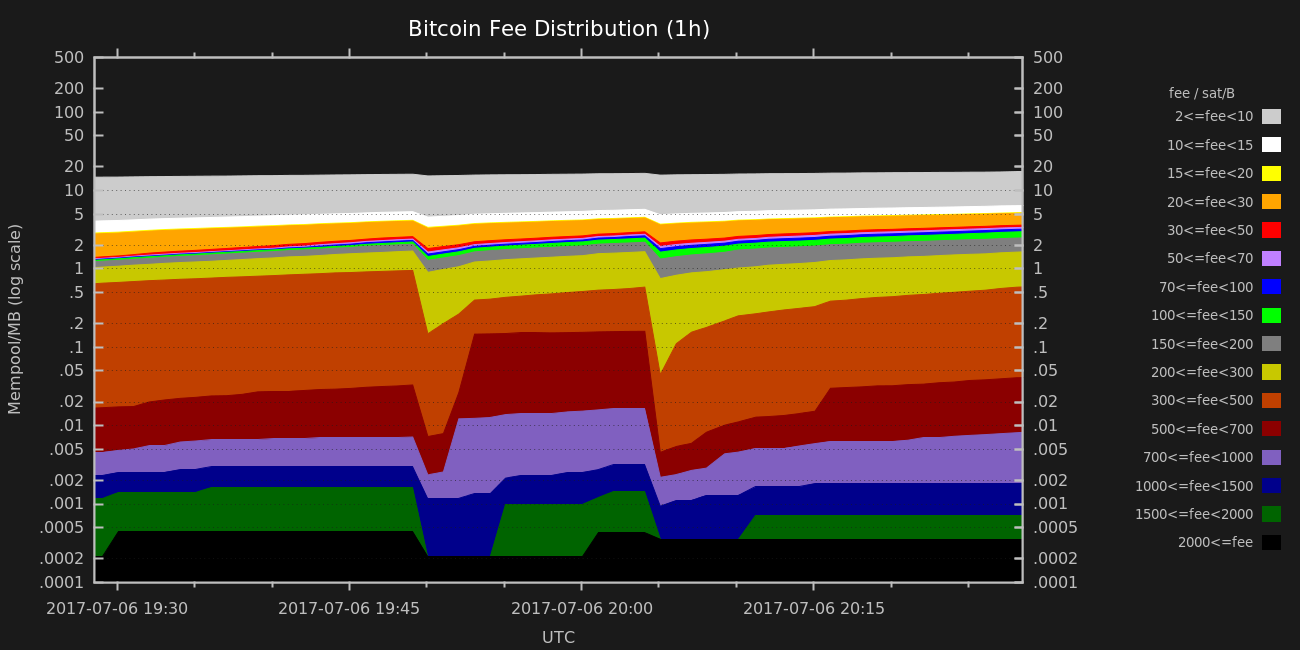 Bitcoin Fee Distribution (1h)
500
200
100
50
20
10
5
2
1
.5
.2
.1
.05
.02
.01
.005
.002
.001
.0005
.0002
.0001
Mempool/MB (log scale)
500
200
100
50
20
10
5
2
1
.5
.2
.1
.05
.02
.01
.005
.002
.001
.0005
.0002
.0001
2017-07-06 19:30 2017-07-06 19:45 2017-07-06 20:00 2017-07-06 20:15
UTC
fee / sat/B
2<=fee<10
10<=fee<15
15<=fee<20
20<=fee<30
30<=fee<50
50<=fee<70
70<=fee<100
100<=fee<150
150<=fee<200
200<=fee<300
300<=fee<500
500<=fee<700
700<=fee<1000
1000<=fee<1500
1500<=fee<2000
2000<=fee